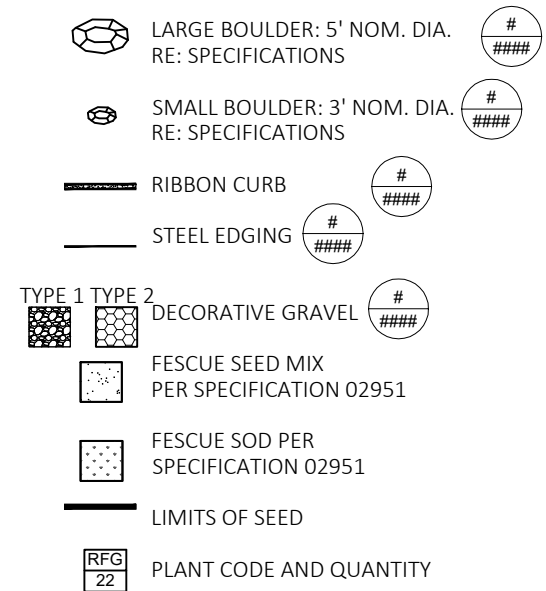 LARGE BOULDER: 5' NOM. DIA.
RE: SPECIFICATIONS
#
####
SMALL BOULDER: 3' NOM. DIA.
RE: SPECIFICATIONS
#
####
RIBBON CURB
#
####
STEEL EDGING
#
####
TYPE 1 TYPE 2
DECORATIVE GRAVEL
#
####
FESCUE SEED MIX
PER SPECIFICATION 02951
FESCUE SOD PER
SPECIFICATION 02951
LIMITS OF SEED
RFG
22
PLANT CODE AND QUANTITY